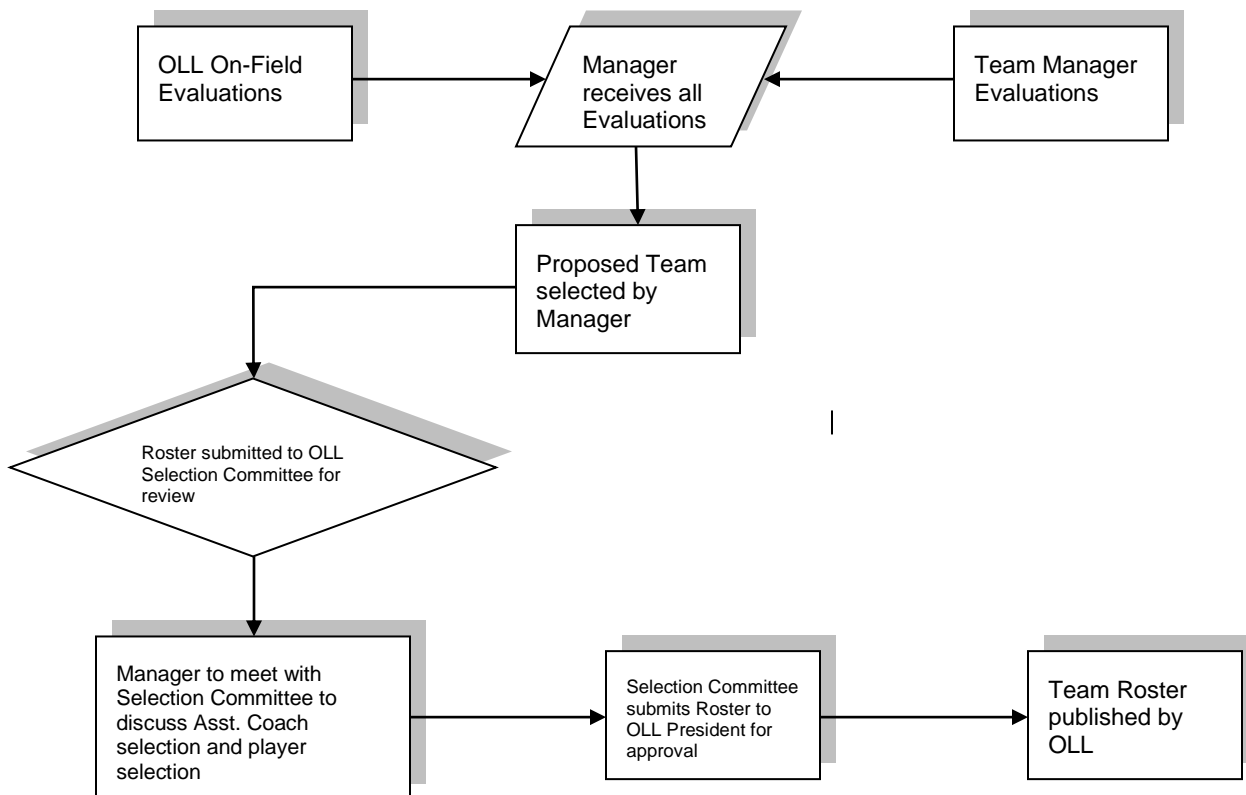 OLL On-Field
Evaluations
Manager
receives all
Evaluations
Team Manager
Evaluations
Proposed Team
selected by
Manager
Roster submitted to OLL
Selection Committee for
review
Manager to meet with
Selection Committee to
discuss Asst. Coach
selection and player
selection
Selection Committee
submits Roster to
OLL President for
approval
Team Roster
published by
OLL